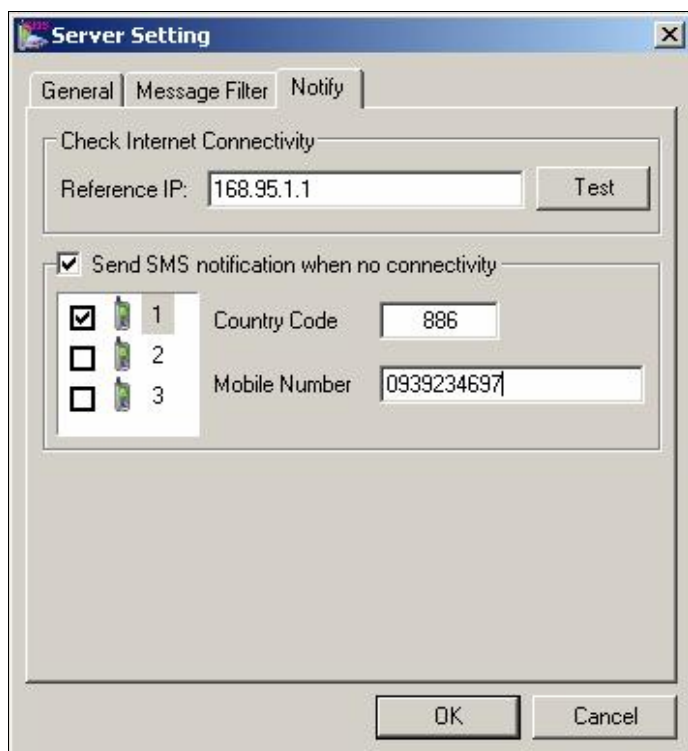 SMS
Server Setting
General Message Filter Notify
Check Internet Connectivity
Reference IP: 168.95.1.1 Test
Send SMS notification when no connectivity
1 Country Code 886
2
Mobile Number 0939234697
3
OK Cancel